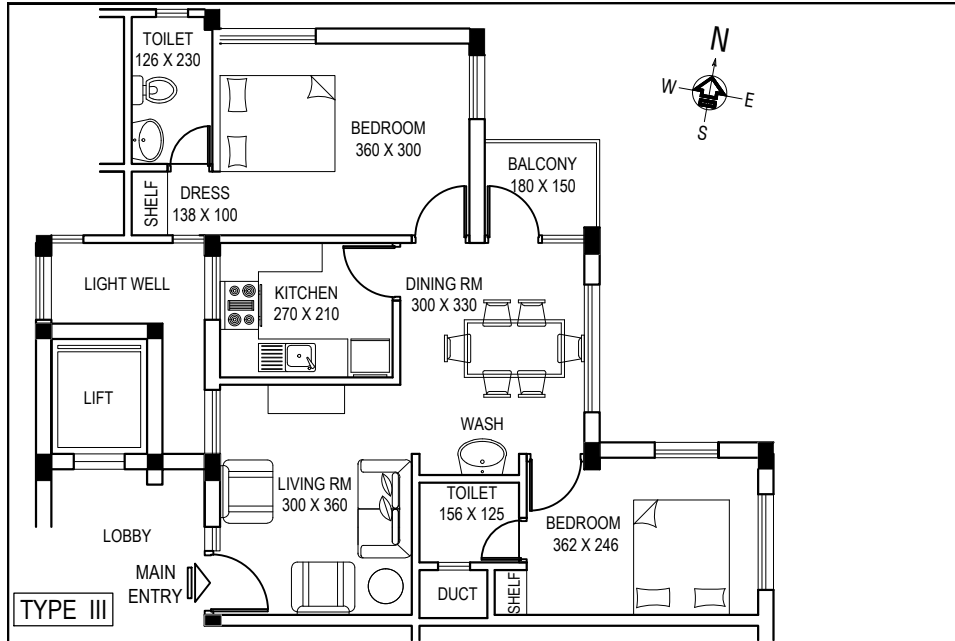 TOILET
126 X 230
N
W
E
S
BEDROOM
360 X 300
BALCONY
180 X 150
SHELF
DRESS
138 X 100
LIGHT WELL
KITCHEN
270 X 210
DINING RM
300 X 330
LIFT
WASH
LIVING RM
300 X 360
TOILET
156 X 125
BEDROOM
362 X 246
LOBBY
MAIN
ENTRY
DUCT
SHELF
TYPE III